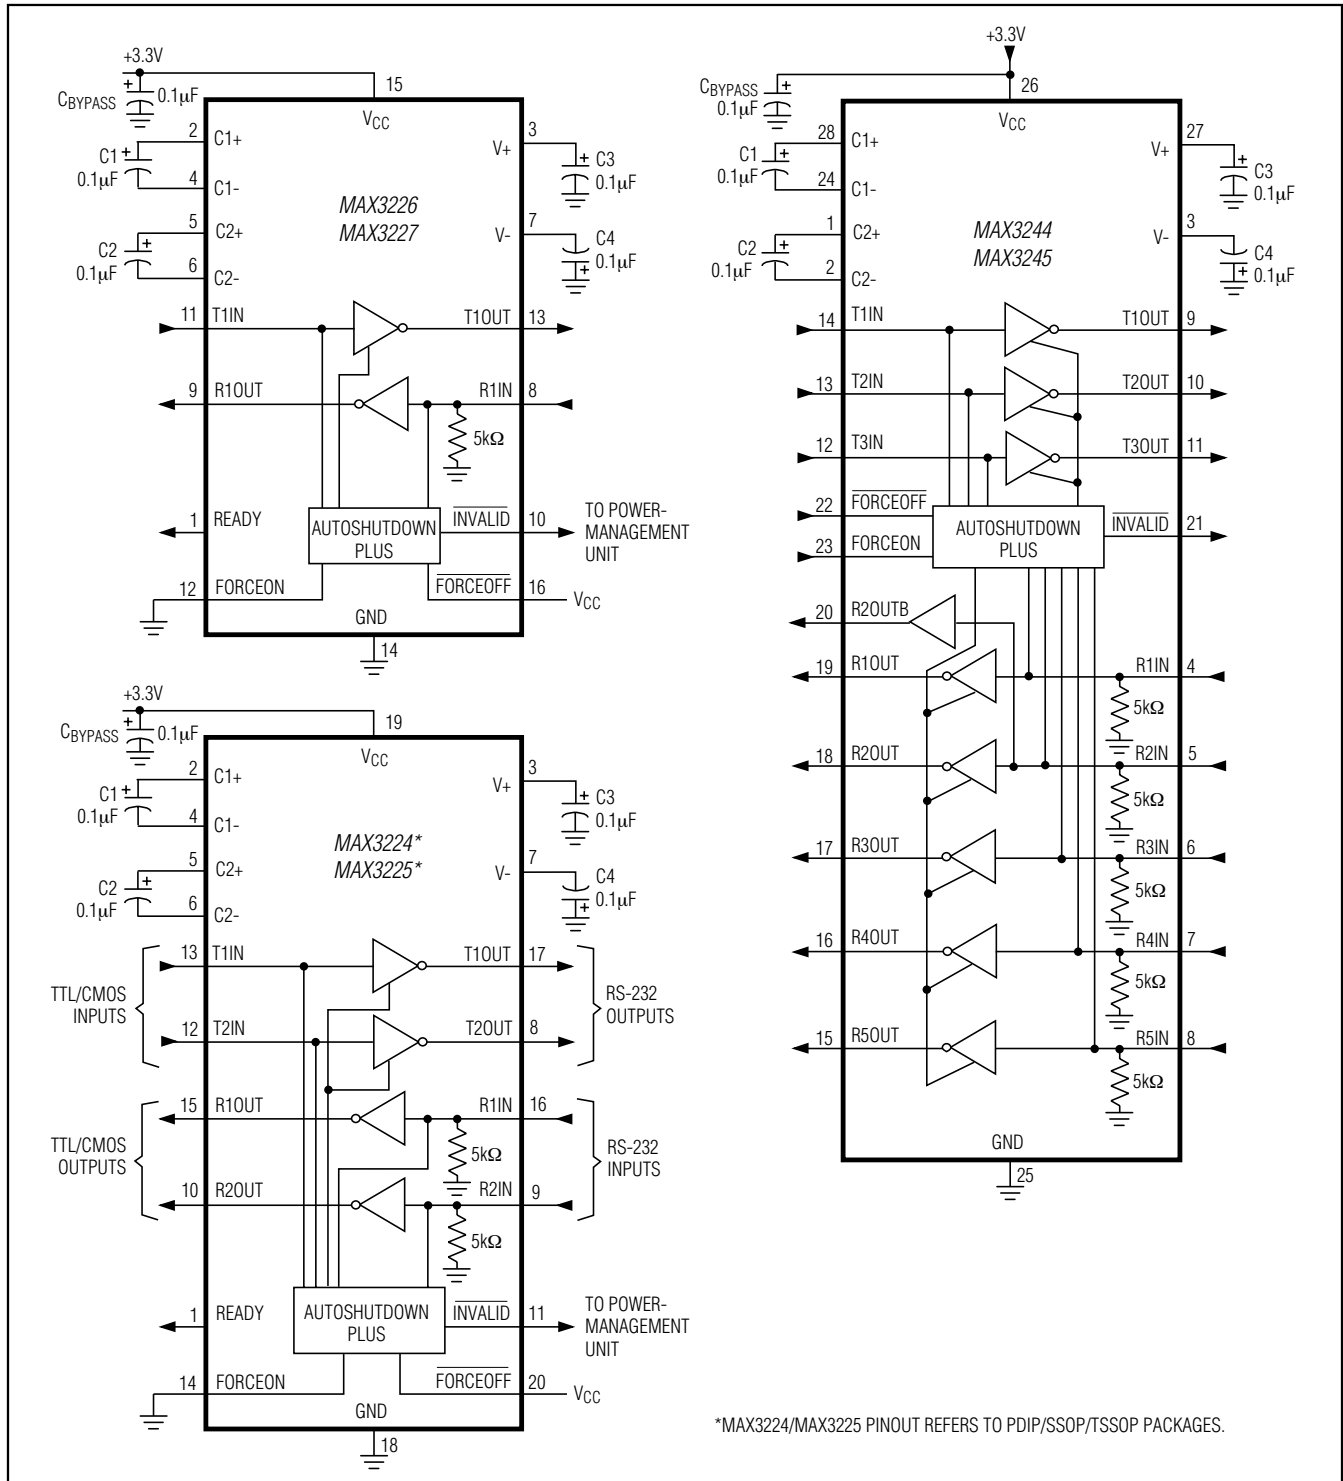 +3.3V
CBYPASS
0.1µF
15
VCC
2
C1+
C1
0.1µF
4
C1-
5
C2+
C2
0.1µF
6
C2-
3
V+
C3
0.1µF
7
V-
C4
0.1µF
MAX3226
MAX3227
11
T1IN
T1OUT
13
9
R1OUT
R1IN
8
5kΩ
1
READY
AUTOSHUTDOWN
PLUS
INVALID
10
TO POWER-
MANAGEMENT
UNIT
12
FORCEON
FORCEOFF
16
VCC
GND
14
+3.3V
CBYPASS
0.1µF
19
VCC
2
C1+
C1
0.1µF
4
C1-
5
C2+
C2
0.1µF
6
C2-
3
V+
C3
0.1µF
7
V-
C4
0.1µF
MAX3224*
MAX3225*
TTL/CMOS
INPUTS
13
T1IN
T1OUT
17
12
T2IN
T2OUT
8
RS-232
OUTPUTS
TTL/CMOS
OUTPUTS
15
R1OUT
R1IN
16
5kΩ
10
R2OUT
R2IN
9
5kΩ
RS-232
INPUTS
1
READY
AUTOSHUTDOWN
PLUS
INVALID
11
TO POWER-
MANAGEMENT
UNIT
14
FORCEON
FORCEOFF
20
VCC
GND
18
+3.3V
CBYPASS
0.1µF
26
VCC
28
C1+
C1
0.1µF
24
C1-
1
C2+
C2
0.1µF
2
C2-
27
V+
C3
0.1µF
3
V-
C4
0.1µF
MAX3244
MAX3245
14
T1IN
T1OUT
9
13
T2IN
T2OUT
10
12
T3IN
T3OUT
11
22
FORCEOFF
23
FORCEON
AUTOSHUTDOWN
PLUS
INVALID
21
20
R2OUTB
19
R1OUT
R1IN
4
5kΩ
18
R2OUT
R2IN
5
5kΩ
17
R3OUT
R3IN
6
5kΩ
16
R4OUT
R4IN
7
5kΩ
15
R5OUT
R5IN
8
5kΩ
GND
25
*MAX3224/MAX3225 PINOUT REFERS TO PDIP/SSOP/TSSOP PACKAGES.